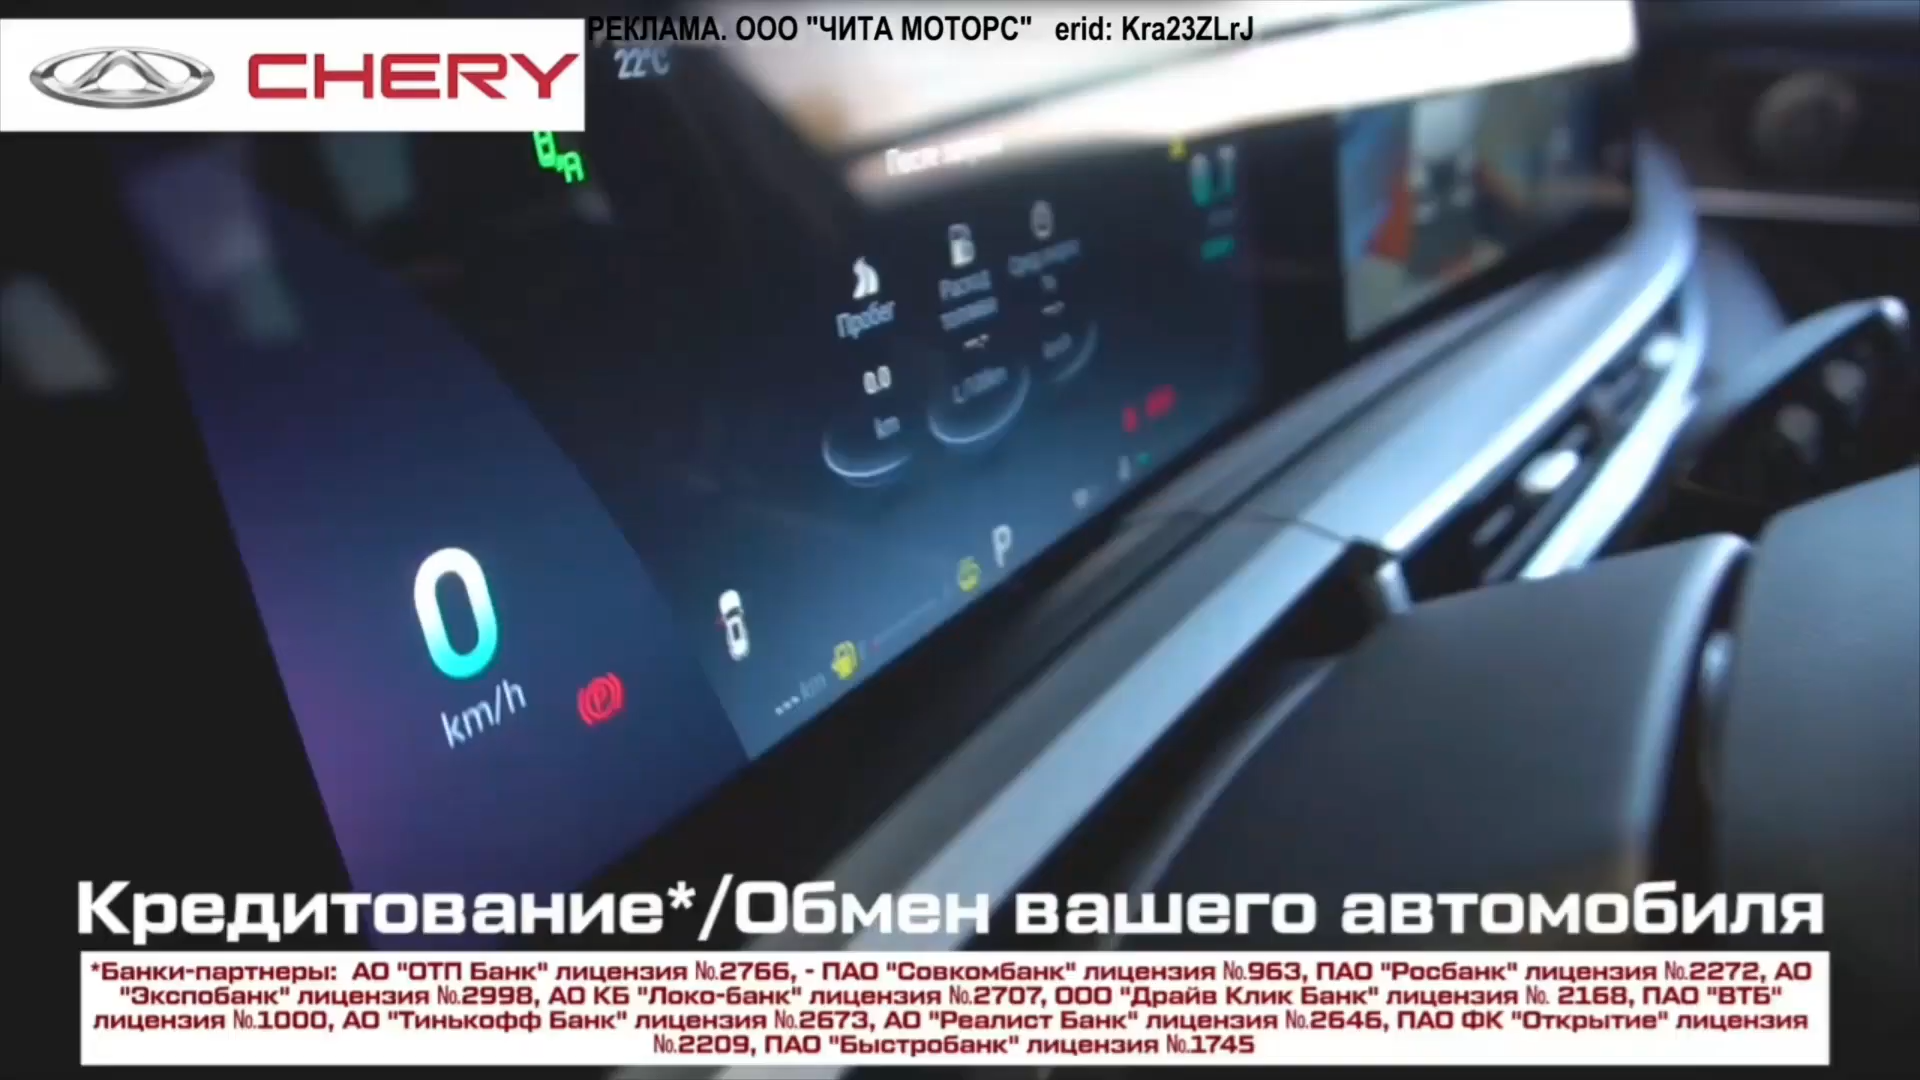 РЕКЛАМА. ООО "ЧИТА МОТОРС" erid: Kra23ZLrJ
CHERY
22°C
После
Пробег
Расход
топлива
0.0
km
P
0
km/h
km
Кредитование*/Обмен вашего автомобиля
*Банки-партнеры: АО "ОТП Банк" лицензия №.2766, - ПАО "Совкомбанк" лицензия №.963, ПАО "Росбанк" лицензия №.2272, АО
"Экспобанк" лицензия №.2998, АО КБ "Локо-банк" лицензия №.2707, ООО "Драйв Клик Банк" лицензия №. 2168, ПАО "ВТБ"
лицензия №.1000, АО "Тинькофф Банк" лицензия №.2673, АО "Реалист Банк" лицензия №.2646, ПАО ФК "Открытие" лицензия
№.2209, ПАО "Быстробанк" лицензия №.1745